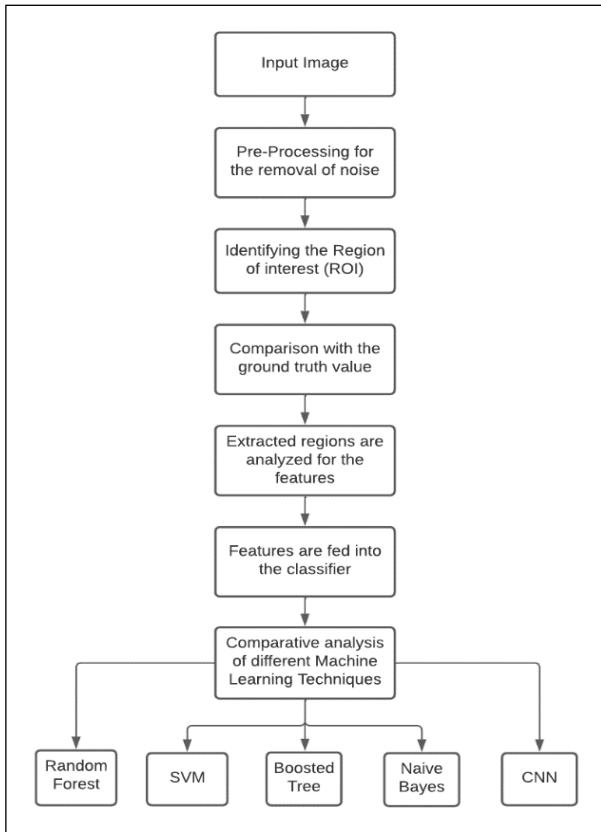 Input Image
Pre-Processing for
the removal of noise
Identifying the Region
of interest (ROI)
Comparison with the
ground truth value
Extracted regions are
analyzed for the
features
Features are fed into
the classifier
Comparative analysis
of different Machine
Learning Techniques
Random
Forest
SVM
Boosted
Tree
Naive
Bayes
CNN